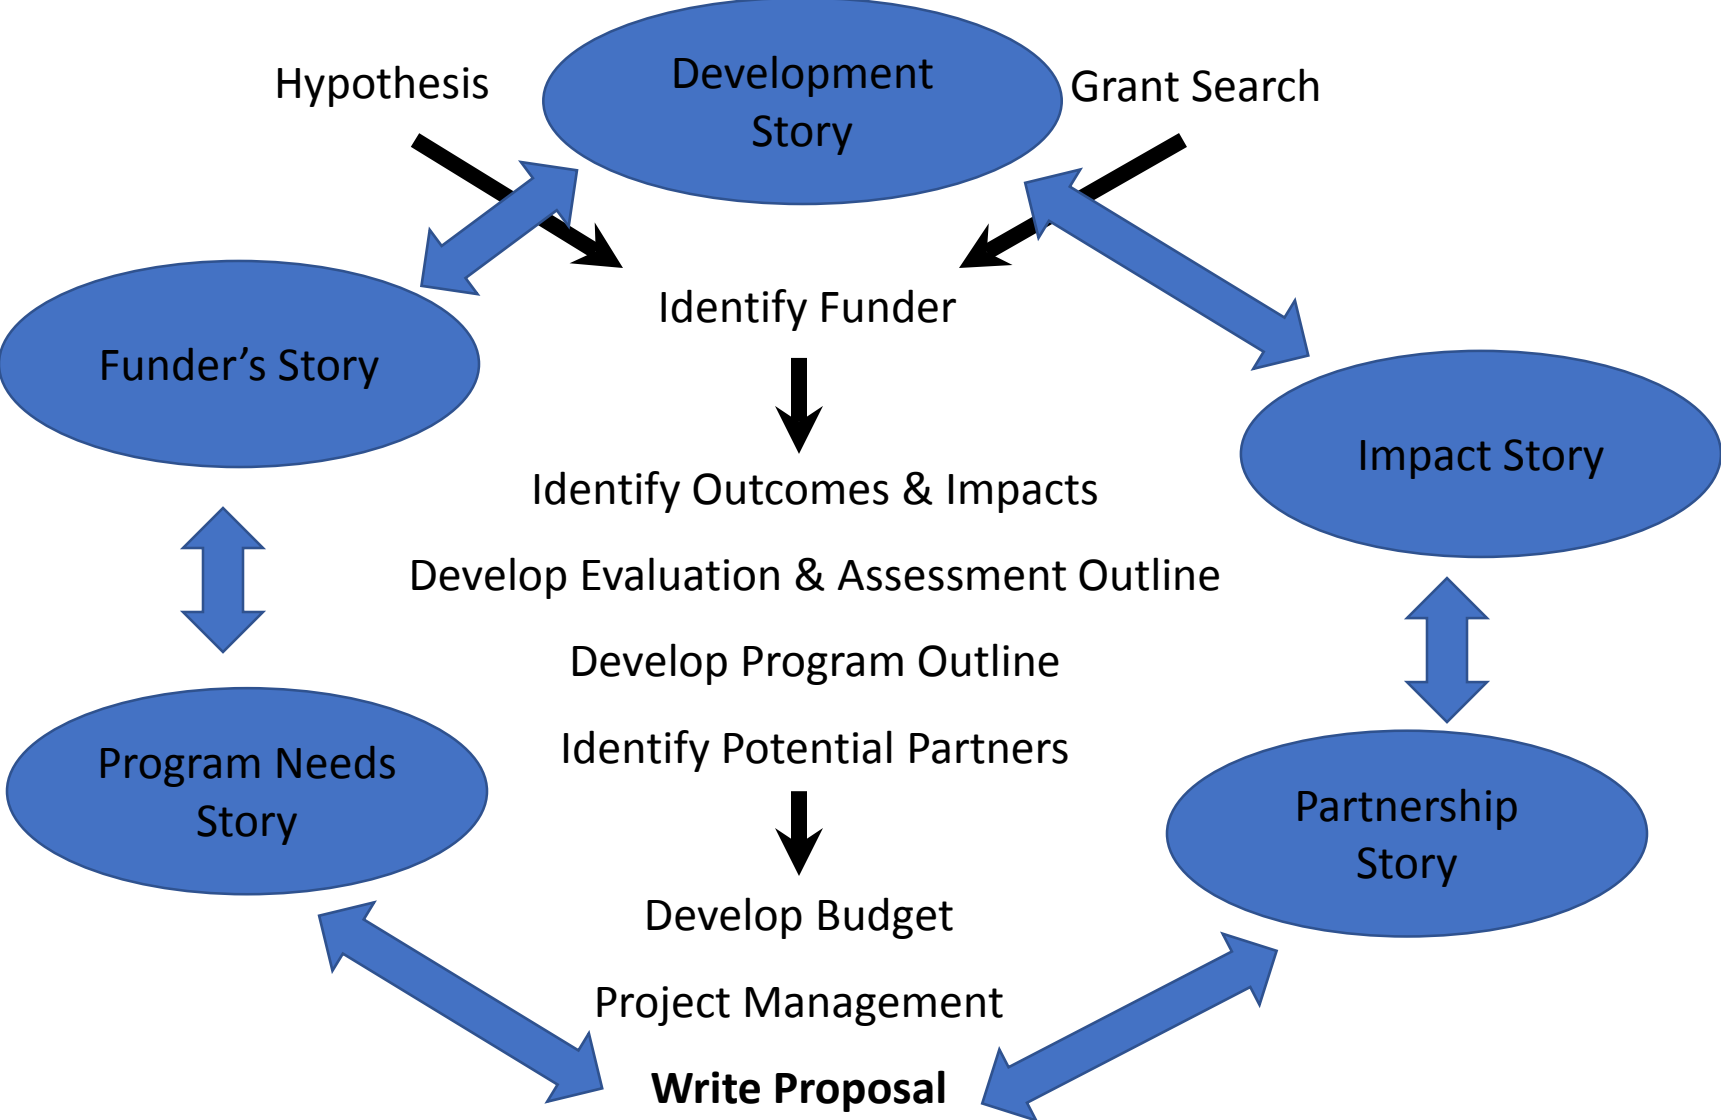 Hypothesis
Development
Story
Grant Search
Identify Funder
Funder’s Story
Impact Story
Identify Outcomes & Impacts
Develop Evaluation & Assessment Outline
Develop Program Outline
Identify Potential Partners
Program Needs
Story
Partnership
Story
Develop Budget
Project Management
Write Proposal